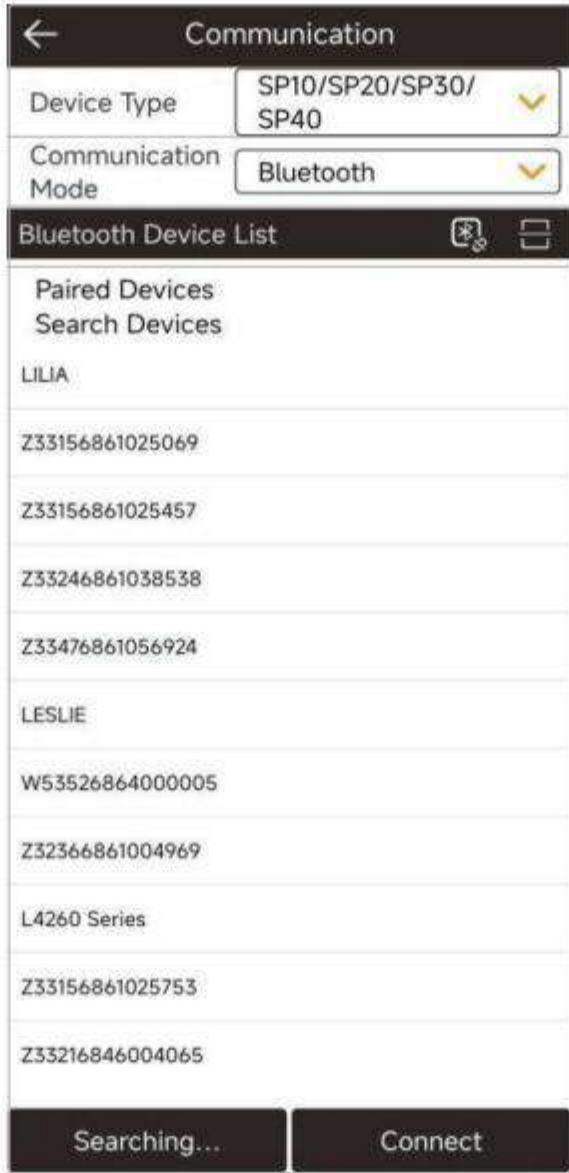 Communication
Device Type
SP10/SP20/SP30/
SP40
Communication
Mode
Bluetooth
Bluetooth Device List
Paired Devices
Search Devices
LILIA
Z33156861025069
Z33156861025457
Z33246861038538
Z33476861056924
LESLIE
W53526864000005
Z32366861004969
L4260 Series
Z33156861025753
Z33216846004065
Searching...
Connect